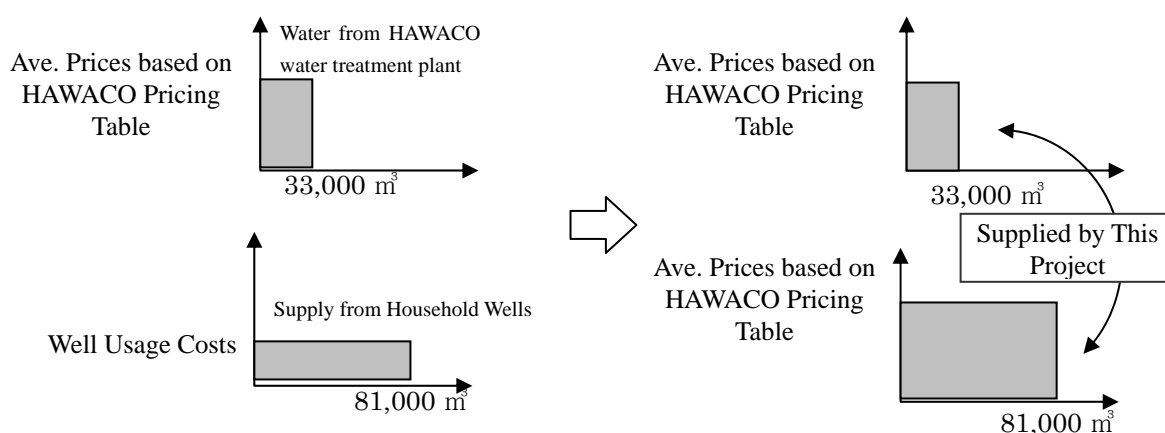 Water from HAWACO
water treatment plant
Ave. Prices based on
HAWACO Pricing
Table
33,000 ㎥
Supply from Household Wells
Well Usage Costs
81,000 ㎥
Ave. Prices based on
HAWACO Pricing
Table
33,000 ㎥
Supplied by This
Project
Ave. Prices based on
HAWACO Pricing
Table
81,000 ㎥